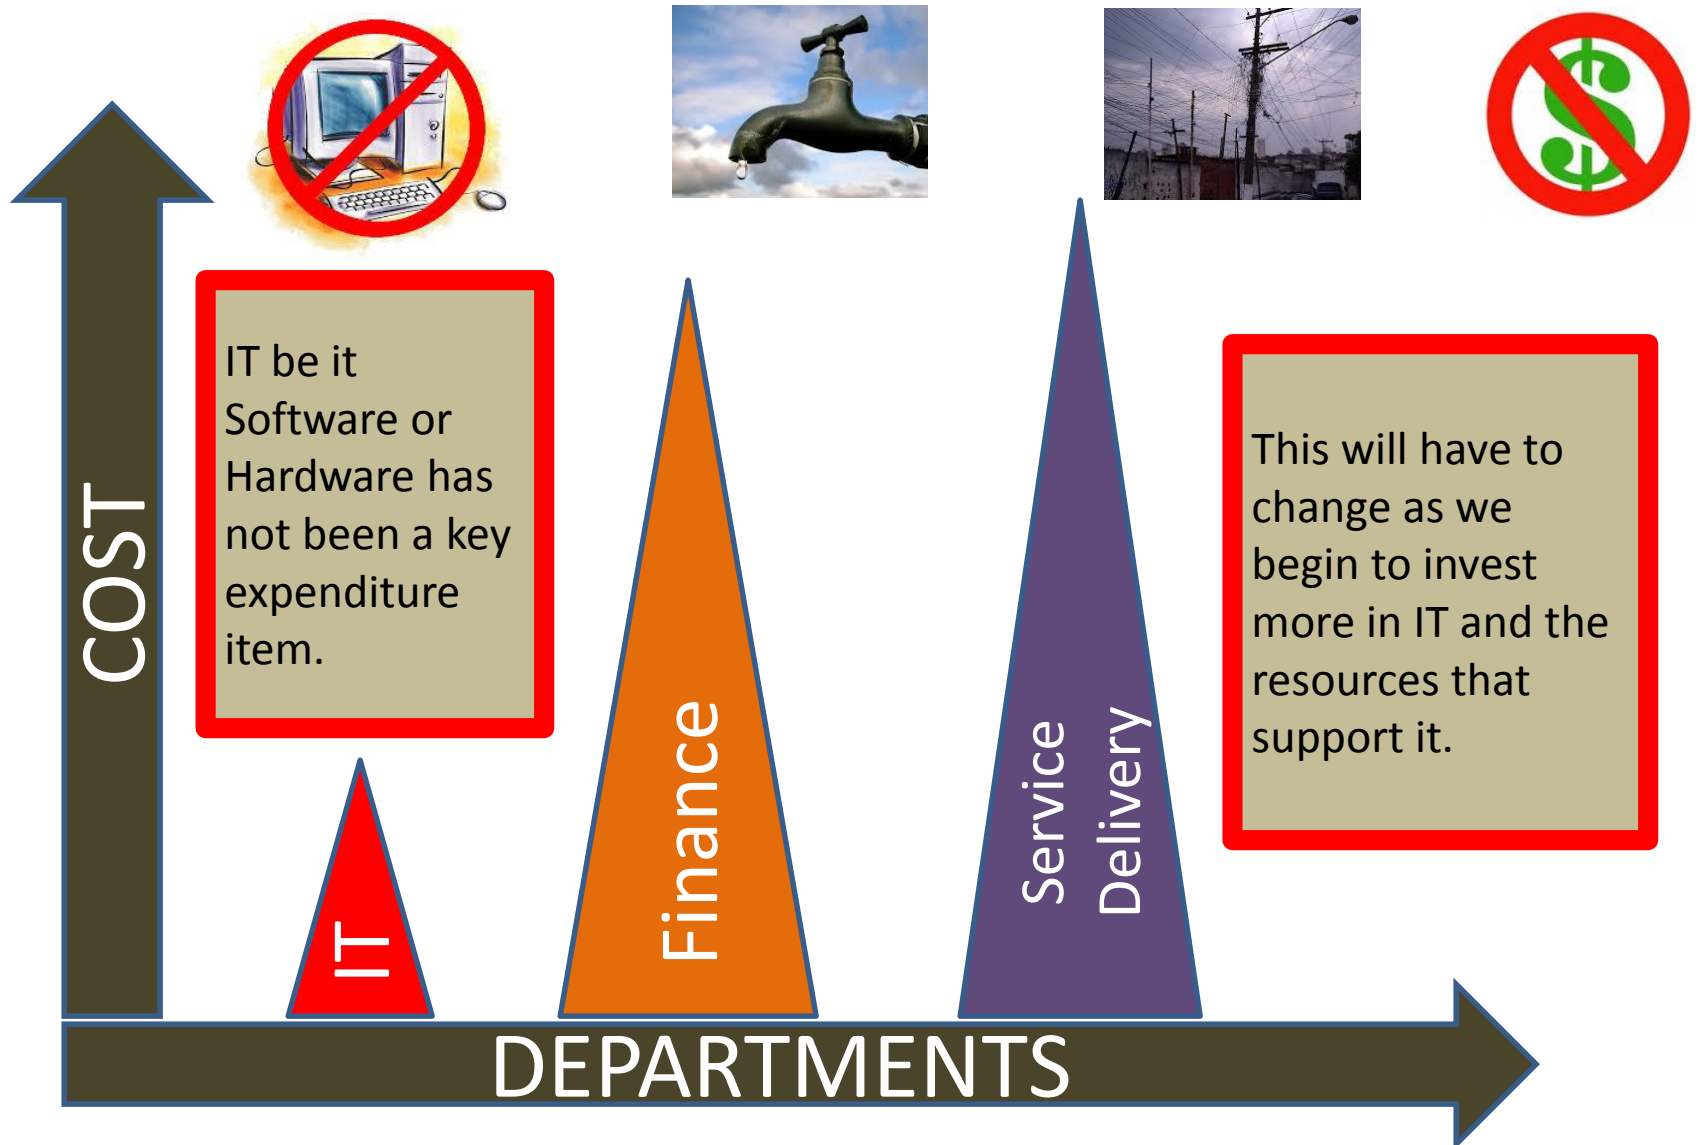 COST
IT be it
Software or
Hardware has
not been a key
expenditure
item.
IT
Finance
Service
Delivery
This will have to
change as we
begin to invest
more in IT and the
resources that
support it.
DEPARTMENTS